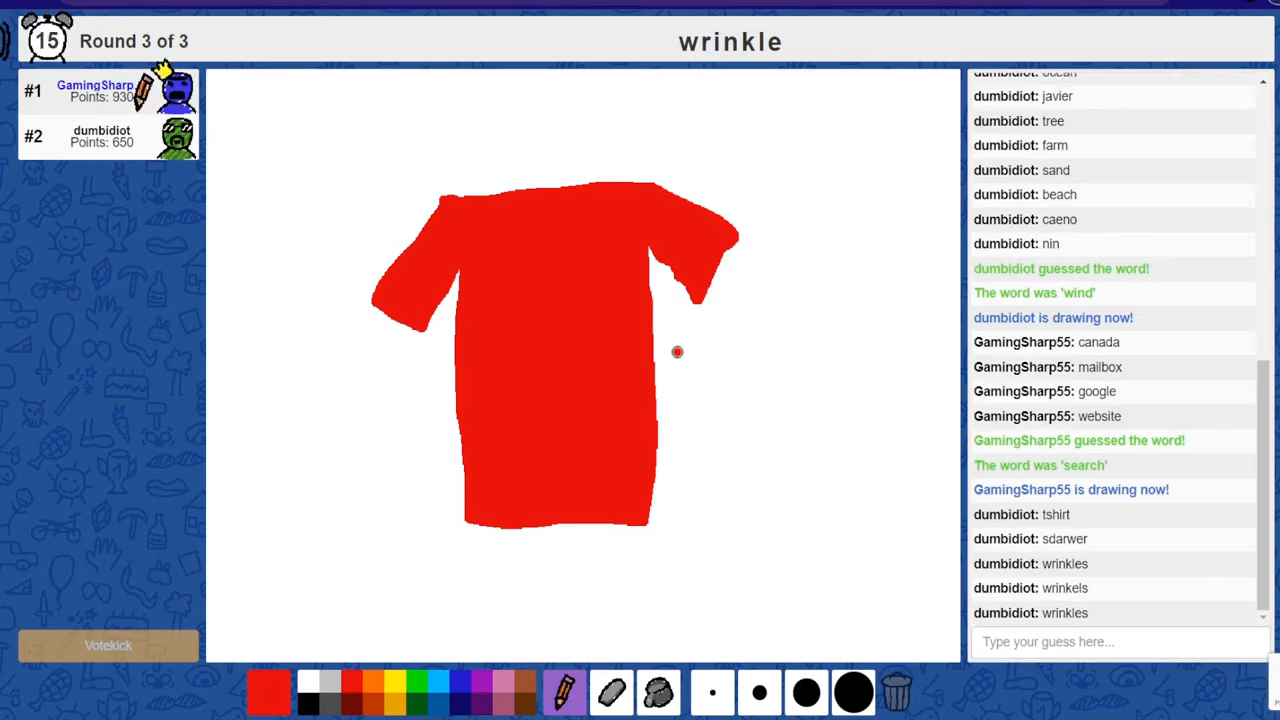 15
Round 3 of 3
wrinkle
#1
GamingSharp
Points: 930
#2
dumbidiot
Points: 650
Votekick
dumbidiot: ocean
dumbidiot: javier
dumbidiot: tree
dumbidiot: farm
dumbidiot: sand
dumbidiot: beach
dumbidiot: caeno
dumbidiot: nin
dumbidiot guessed the word!
The word was 'wind'
dumbidiot is drawing now!
GamingSharp55: canada
GamingSharp55: mailbox
GamingSharp55: google
GamingSharp55: website
GamingSharp55 guessed the word!
The word was 'search'
GamingSharp55 is drawing now!
dumbidiot: tshirt
dumbidiot: sdarwer
dumbidiot: wrinkles
dumbidiot: wrinkels
dumbidiot: wrinkles
Type your guess here...